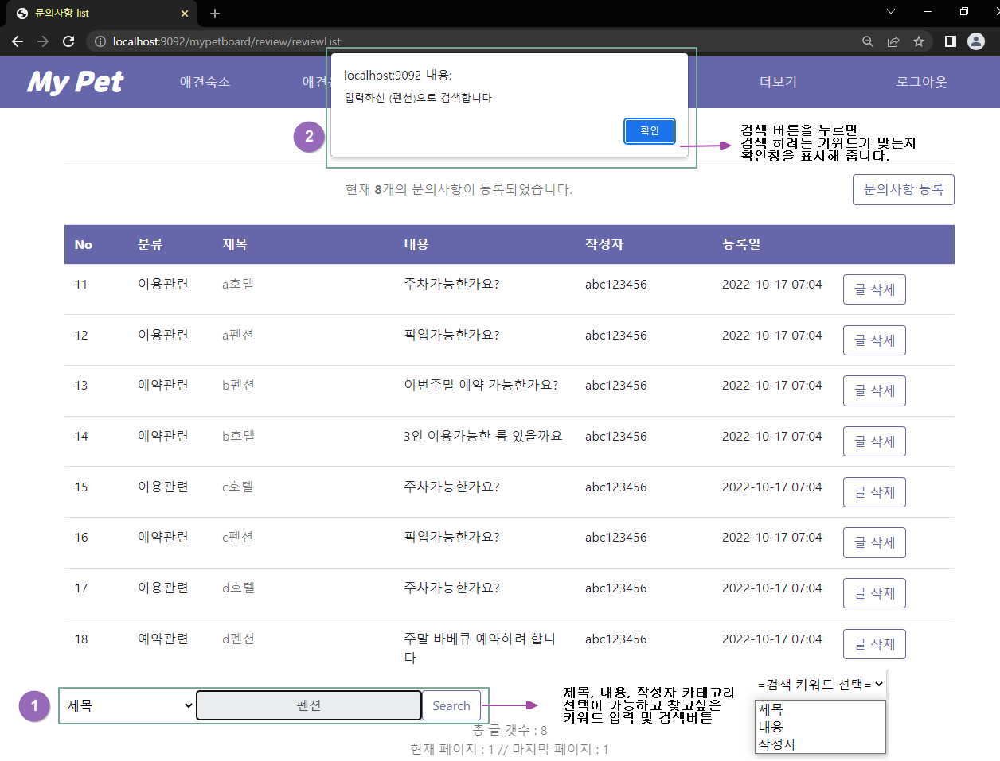 문의사항 list
localhost:9092/mypetboard/review/reviewList
My Pet
애견숙소
애견
더보기
로그아웃
localhost:9092 내용:
입력하신 (펜션)으로 검색합니다
확인
2
검색 버튼을 누르면
검색 하려는 키워드가 맞는지
확인창을 표시해 줍니다.
현재 8개의 문의사항이 등록되었습니다.
문의사항 등록
No 분류 제목 내용 작성자 등록일
11 이용관련 a호텔 주차가능한가요? abc123456 2022-10-17 07:04 글 삭제
12 이용관련 a펜션 픽업가능한가요? abc123456 2022-10-17 07:04 글 삭제
13 예약관련 b펜션 이번주말 예약 가능한가요? abc123456 2022-10-17 07:04 글 삭제
14 예약관련 b호텔 3인 이용가능한 룸 있을까요 abc123456 2022-10-17 07:04 글 삭제
15 이용관련 c호텔 주차가능한가요? abc123456 2022-10-17 07:04 글 삭제
16 예약관련 c펜션 픽업가능한가요? abc123456 2022-10-17 07:04 글 삭제
17 이용관련 d호텔 주차가능한가요? abc123456 2022-10-17 07:04 글 삭제
18 예약관련 d펜션 주말 바베큐 예약하려 합니 abc123456 2022-10-17 07:04 글 삭제
다
1
제목
펜션
Search
제목, 내용, 작성자 카테고리
선택이 가능하고 찾고싶은
키워드 입력 및 검색버튼
=검색 키워드 선택=
제목
내용
작성자
총 글 갯수 : 8
현재 페이지 : 1 // 마지막 페이지 : 1